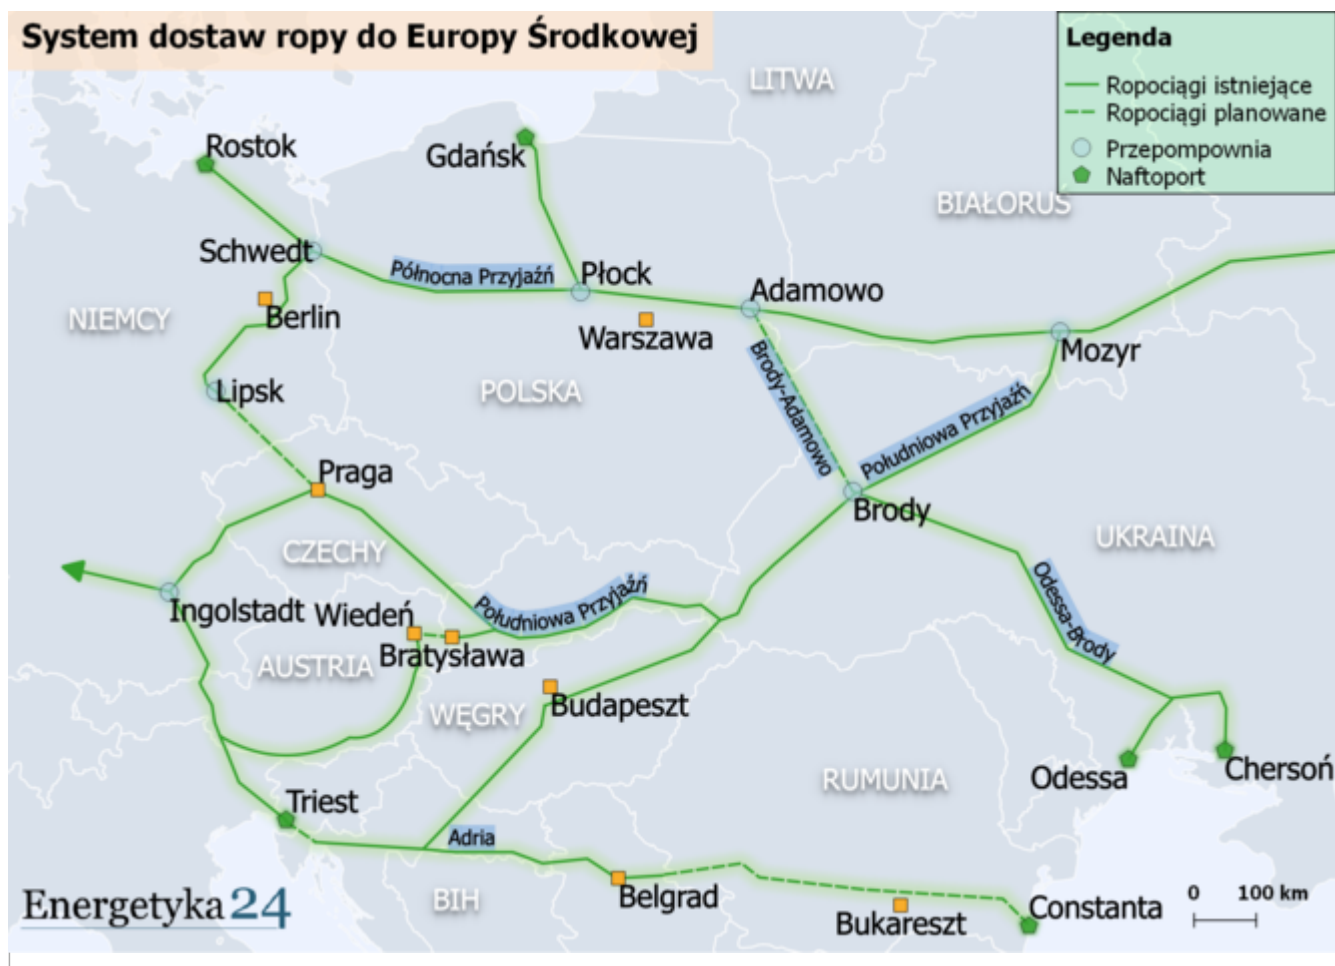 System dostaw ropy do Europy Środkowej
Legenda
Ropociągi istniejące
Ropociągi planowane
Przepompownia
Naftoport
LITWA
Rostok
Gdańsk
BIAŁORUŚ
Schwedt
Północna Przyjaźń
Płock
Adamowo
NIEMCY
Berlin
Warszawa
Mozyr
Lipsk
POLSKA
Brody-Adamowo
Południowa Przyjaźń
Praga
Brody
CZECHY
UKRAINA
Ingolstadt
Wiedeń
Południowa Przyjaźń
Odessa-Brody
AUSTRIA
Bratysława
WĘGRY
Budapeszt
RUMUNIA
Odessa
Chersoń
Triest
Adria
BIH
Belgrad
Bukareszt
Constanta
0 100 km
Energetyka24